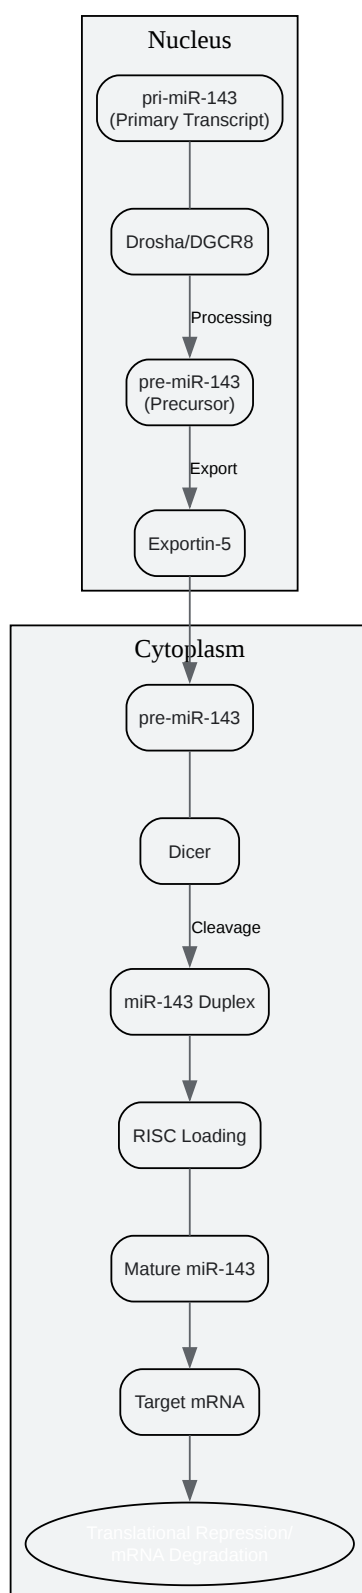 Nucleus
pri-miR-143
(Primary Transcript)
Drosha/DGCR8
Processing
pre-miR-143
(Precursor)
Export
Exportin-5
Cytoplasm
pre-miR-143
Dicer
Cleavage
miR-143 Duplex
RISC Loading
Mature miR-143
Target mRNA
Translational Repression/
mRNA Degradation